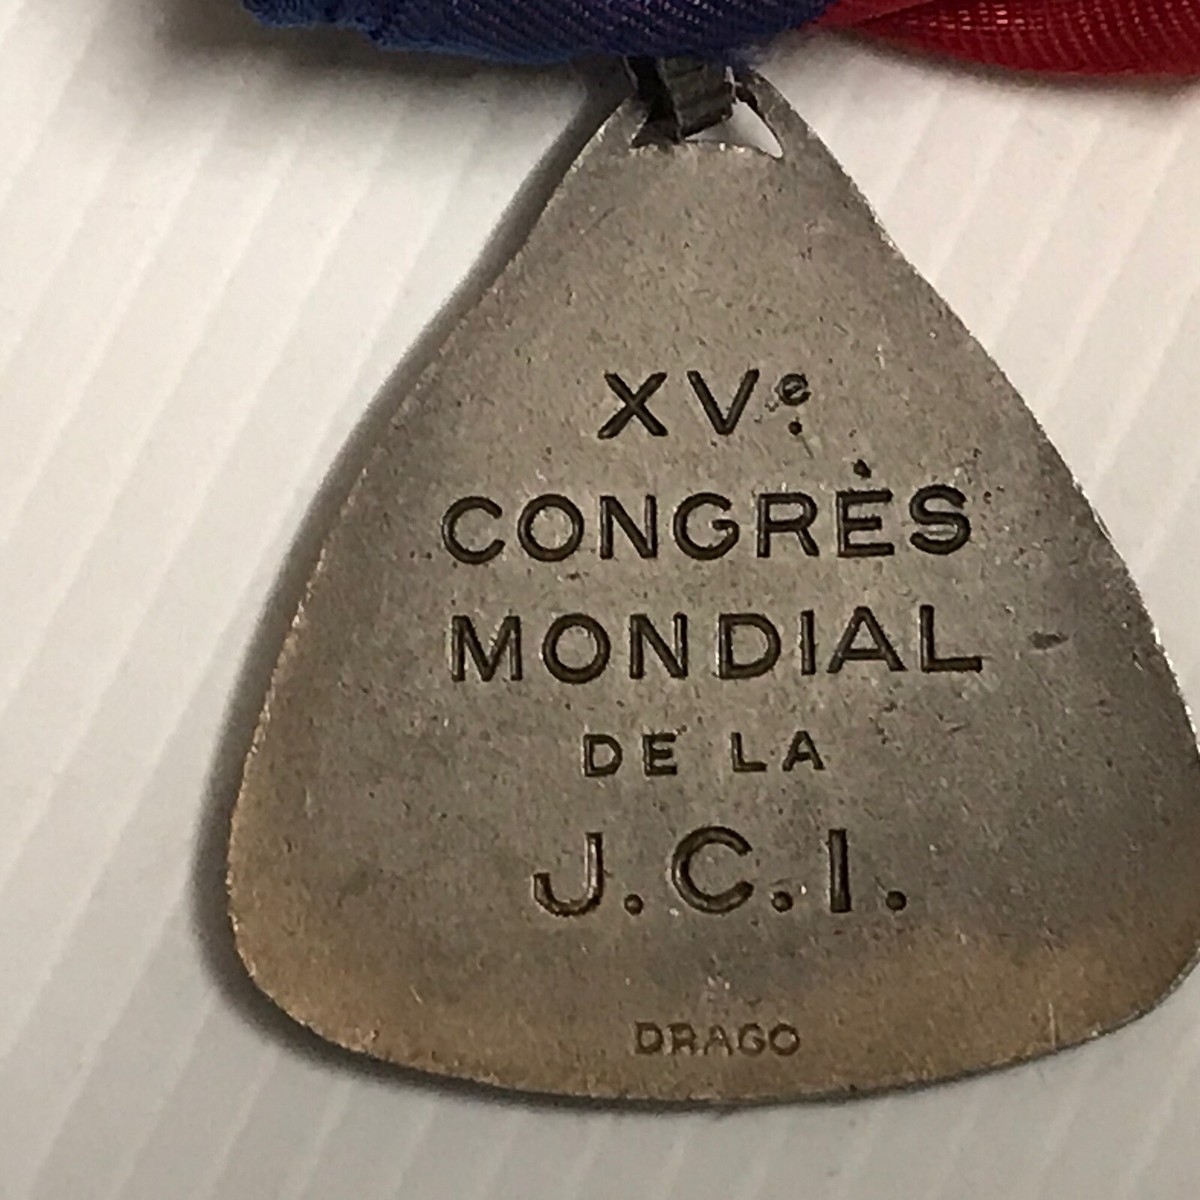 XVe.
CONGRÈS
MONDIAL
DE LA
J.C.I.
DRAGO